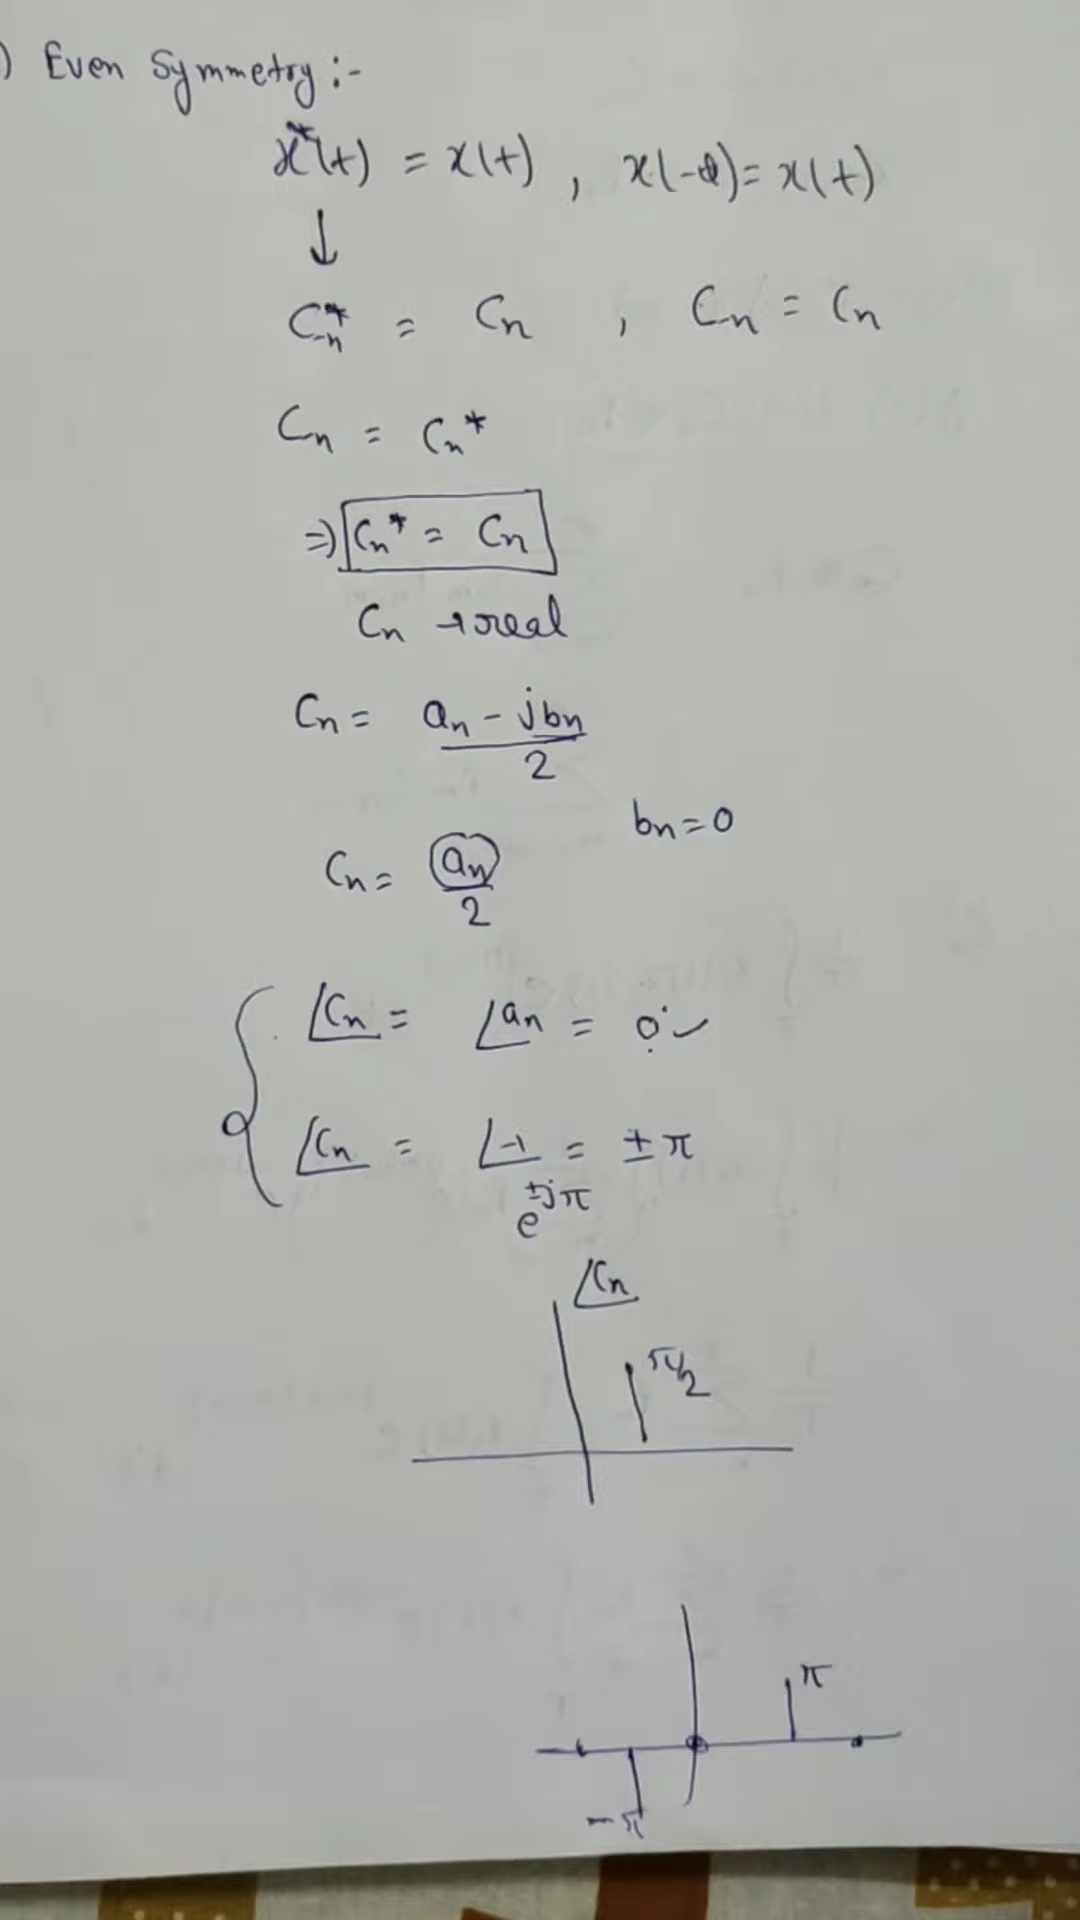 ) Even Symmetry :-
x*(t) = x(t) , x(-t) = x(t)
↓
C-n* = Cn , C-n = Cn
Cn = Cn*
⇒ Cn* = Cn
Cn → real
Cn = (an - jbn)/2
bn = 0
Cn = an/2
∠Cn = ∠an = 0°
∠Cn = ∠-1 = ±π
e^±jπ
∠Cn
π/2
π
-π